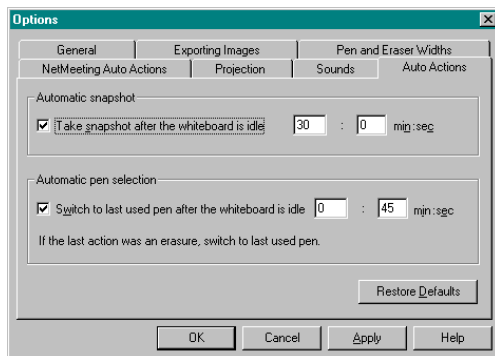 Options
General Exporting Images Pen and Eraser Widths
NetMeeting Auto Actions Projection Sounds Auto Actions
Automatic snapshot
Take snapshot after the whiteboard is idle 30 : 0 min:sec
Automatic pen selection
Switch to last used pen after the whiteboard is idle 0 : 45 min:sec
If the last action was an erasure, switch to last used pen.
Restore Defaults
OK Cancel Apply Help